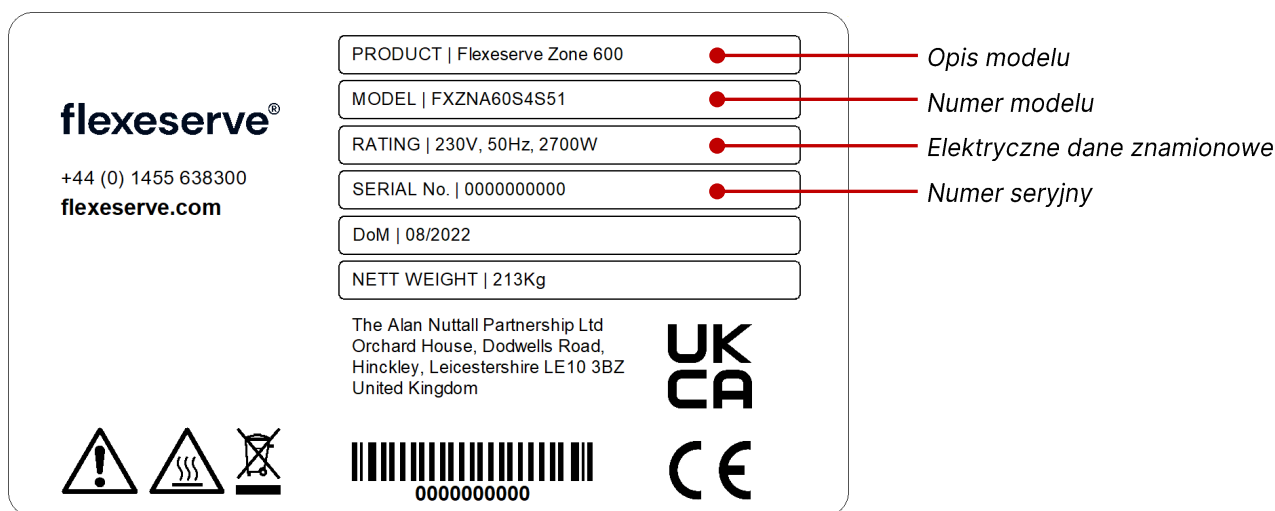 flexeserve®
+44 (0) 1455 638300
flexeserve.com
PRODUCT | Flexeserve Zone 600
Opis modelu
MODEL | FXZNA60S4S51
Numer modelu
RATING | 230V, 50Hz, 2700W
Elektryczne dane znamionowe
SERIAL No. | 0000000000
Numer seryjny
DoM | 08/2022
NETT WEIGHT | 213Kg
The Alan Nuttall Partnership Ltd
Orchard House, Dodwells Road,
Hinckley, Leicestershire LE10 3BZ
United Kingdom
UK
CA
CE
0000000000